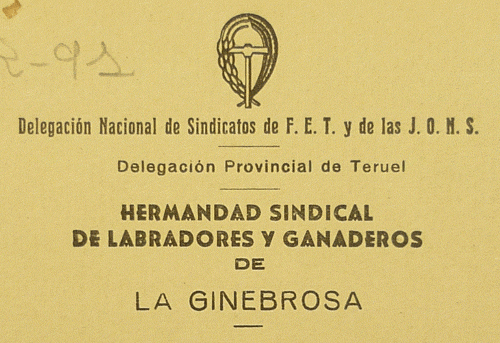 Delegación Nacional de Sindicatos de F. E. T. y de las J. O. N. S.
Delegación Provincial de Teruel
HERMANDAD SINDICAL
DE LABRADORES Y GANADEROS
DE
LA GINEBROSA